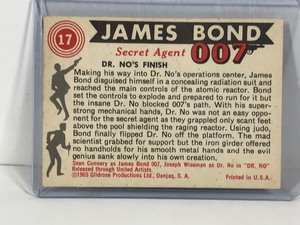 17
JAMES BOND
Secret Agent 007
DR. NO'S FINISH
Making his way into Dr. No's operations center, James
Bond disguised himself in a concealing radiation suit and
reached the main controls of the atomic reactor. Bond
set the controls to explode and prepared to run for it but
the insane Dr. No blocked 007's path. With his super-
strong mechanical hands, Dr. No was not an easy oppo-
nent for the secret agent as they grappled only scant feet
above the pool shielding the raging reactor. Using judo,
Bond finally flipped Dr. No off the platform. The mad
scientist grabbed for support but the iron girder offered
no handholds for his smooth metal hands and the evil
genius sank slowly into his own trap.
Sean Connery as James Bond 007, Joseph Wiseman as Dr. No in "DR. NO"
Released through United Artists
©1965 Glidrose Productions Ltd., Danjaq, S. A.
Printed in U.S.A.